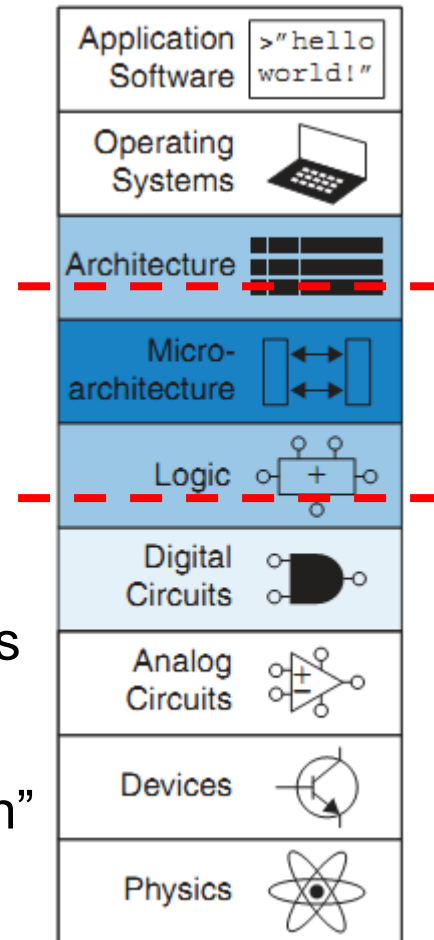 Application
Software
>"hello
world!"
Operating
Systems
Architecture
Micro-
architecture
Logic
+
Digital
Circuits
s
Analog
Circuits
+
−
Devices
n”
Physics